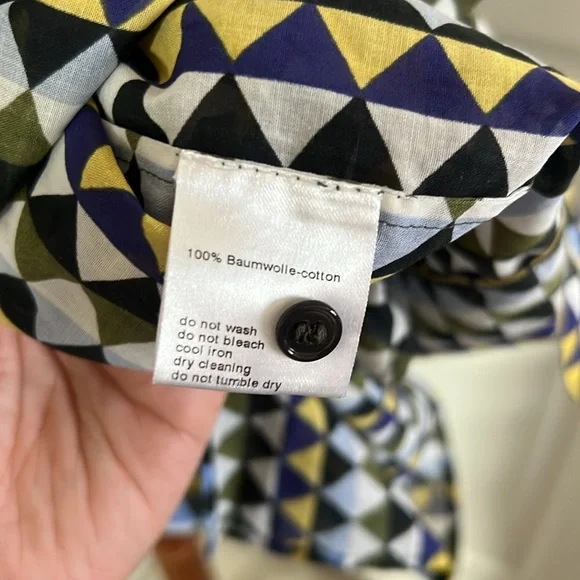 100% Baumwolle-cotton
do not wash
do not bleach
cool iron
dry cleaning
do not tumble dry